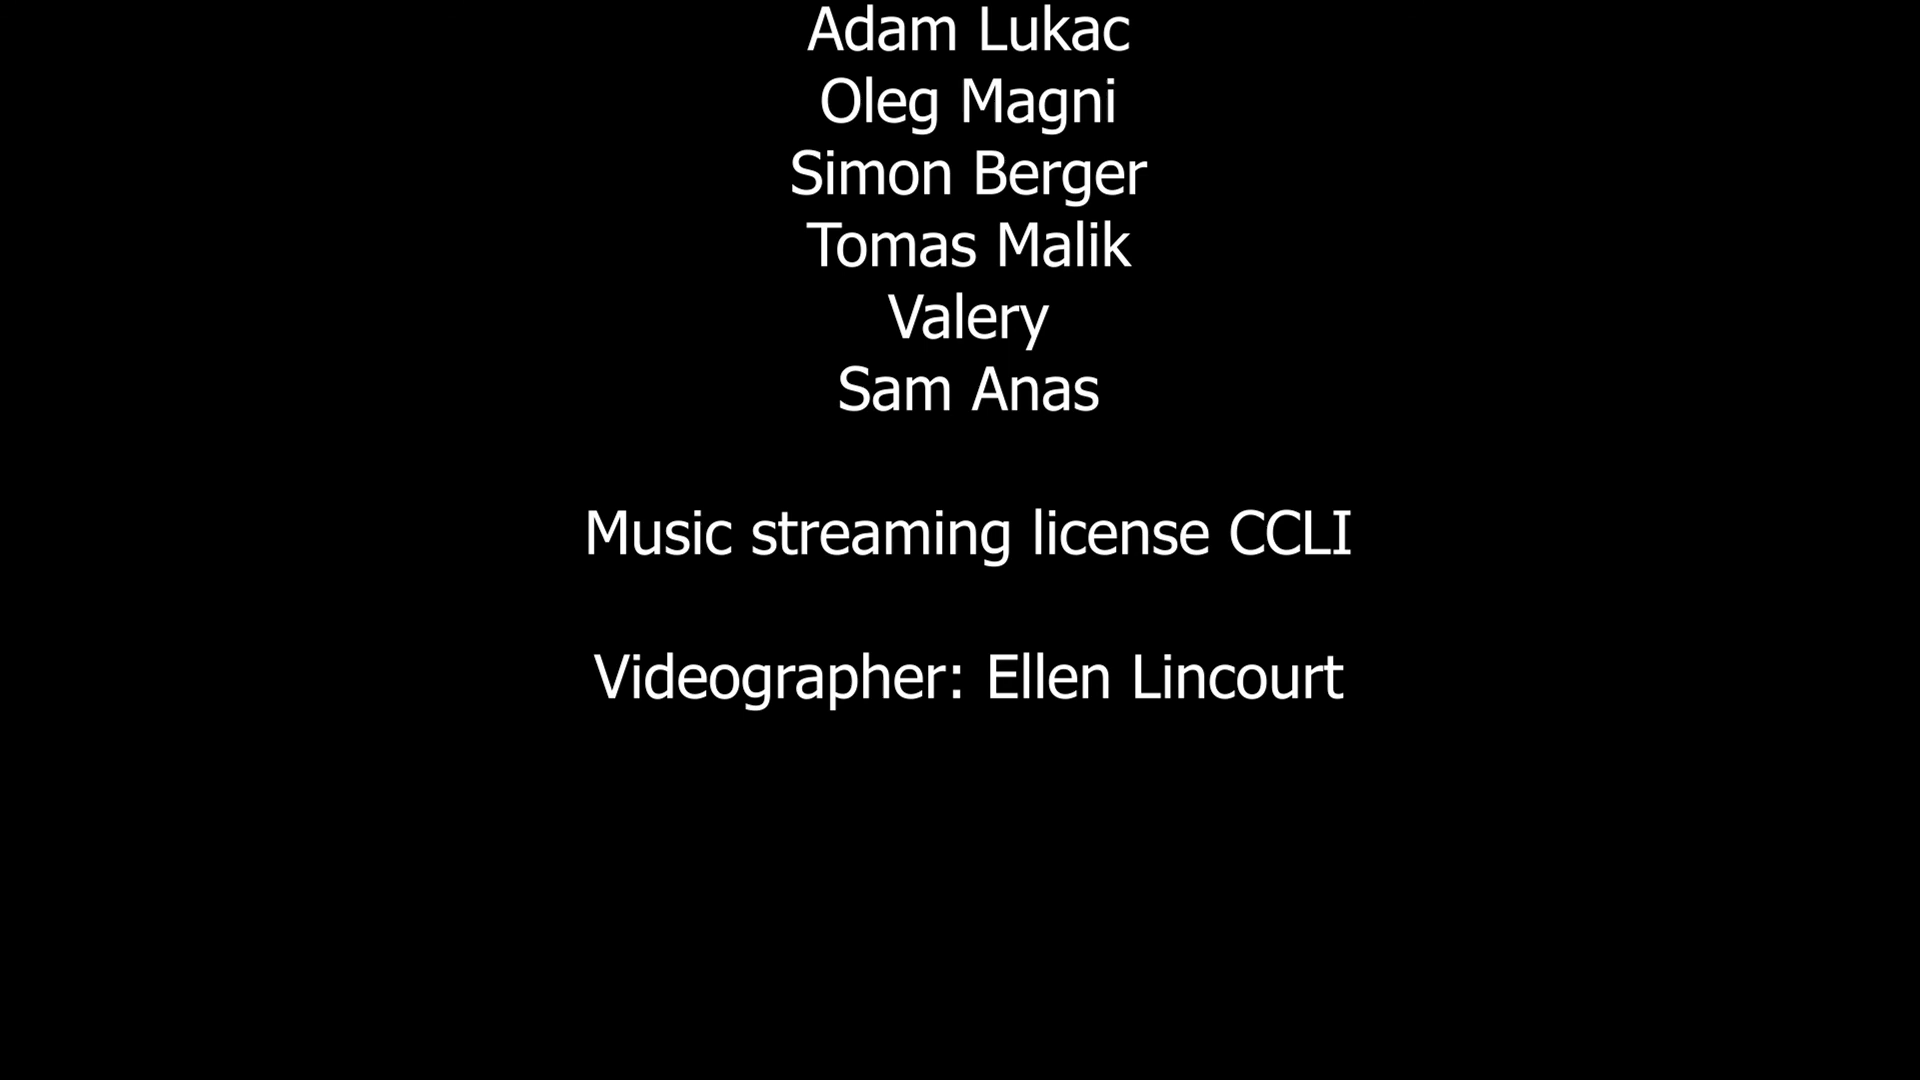 Adam Lukac
Oleg Magni
Simon Berger
Tomas Malik
Valery
Sam Anas
Music streaming license CCLI
Videographer: Ellen Lincourt